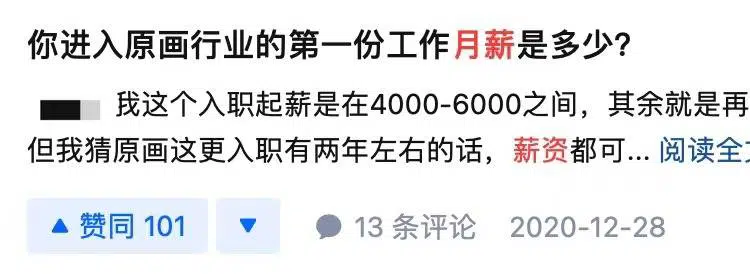 你进入原画行业的第一份工作月薪是多少？
我这个入职起薪是在4000-6000之间，其余就是再
但我猜原画这更入职有两年左右的话，薪资都可... 阅读全
赞同 101 13 条评论 2020-12-28